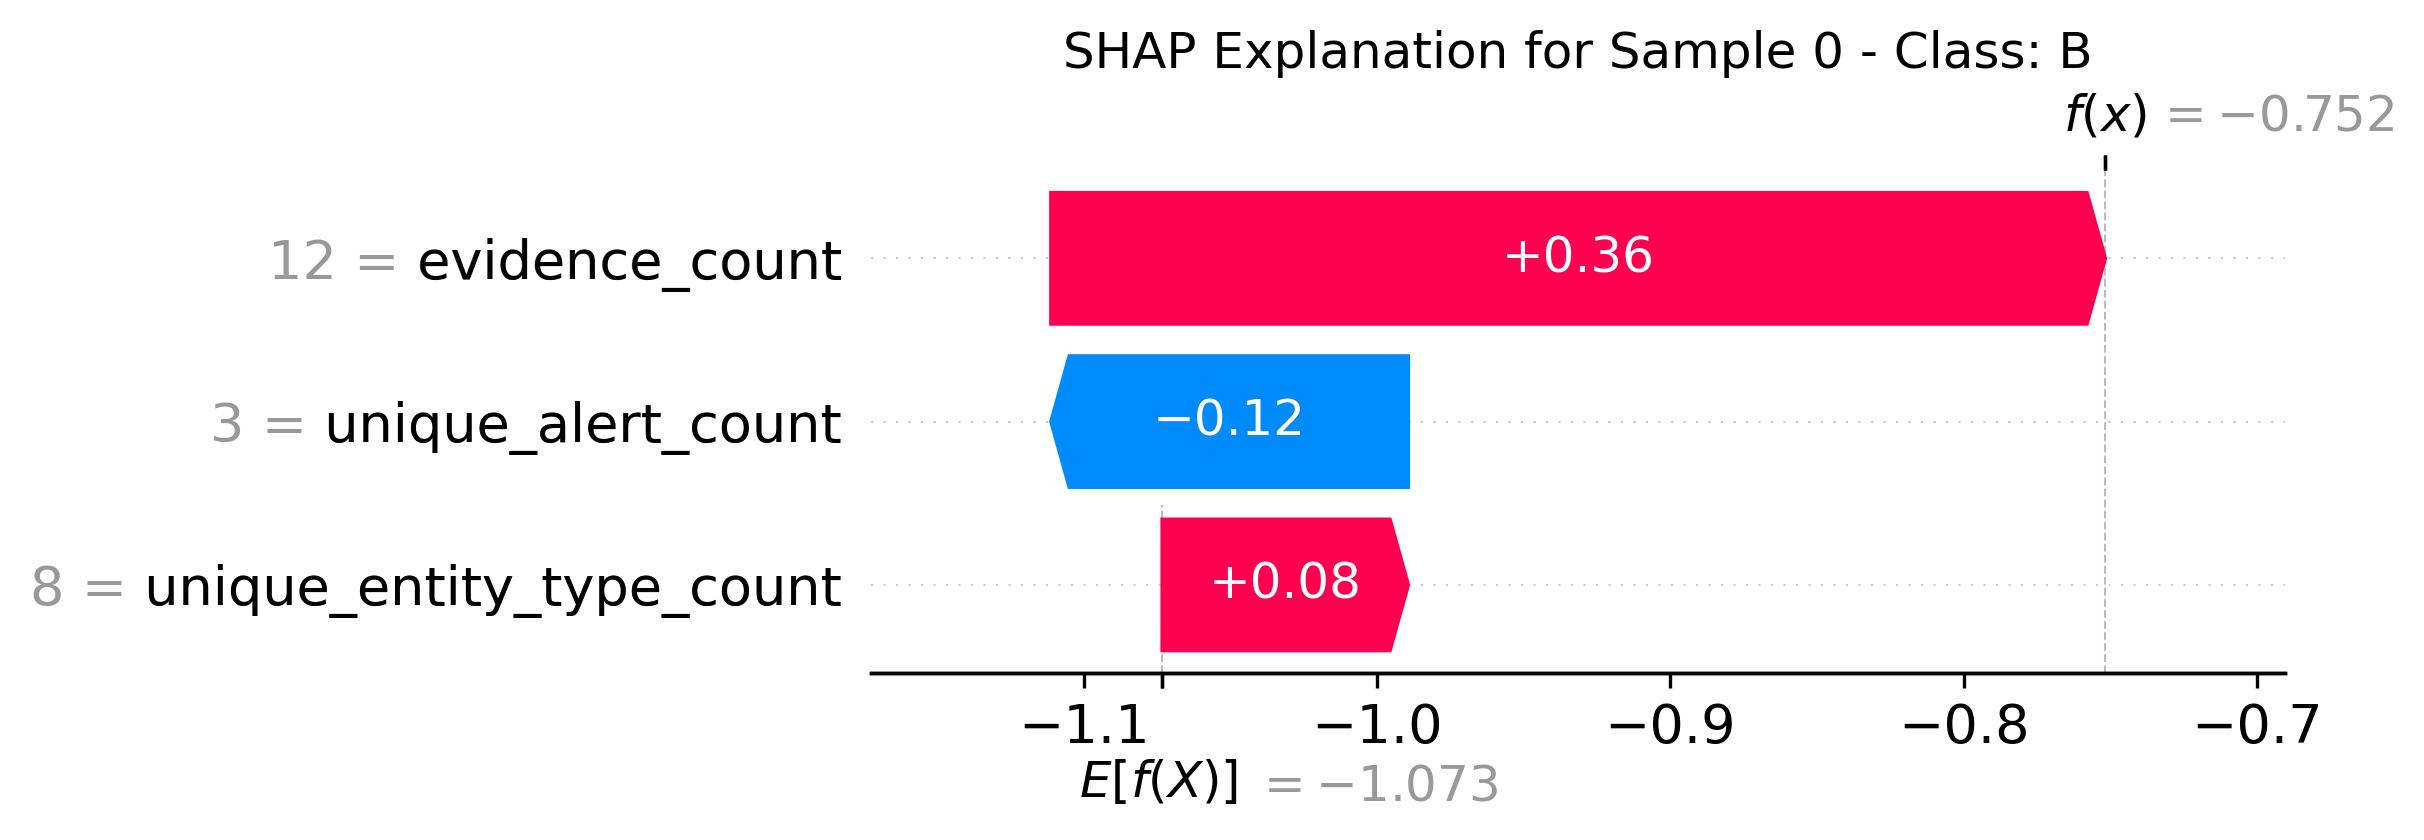 SHAP Explanation for Sample 0 - Class: B
f(x) = −0.752
12 = evidence_count
+0.36
3 = unique_alert_count
−0.12
8 = unique_entity_type_count
+0.08
−1.1 −1.0 −0.9 −0.8 −0.7
E[f(X)] = −1.073